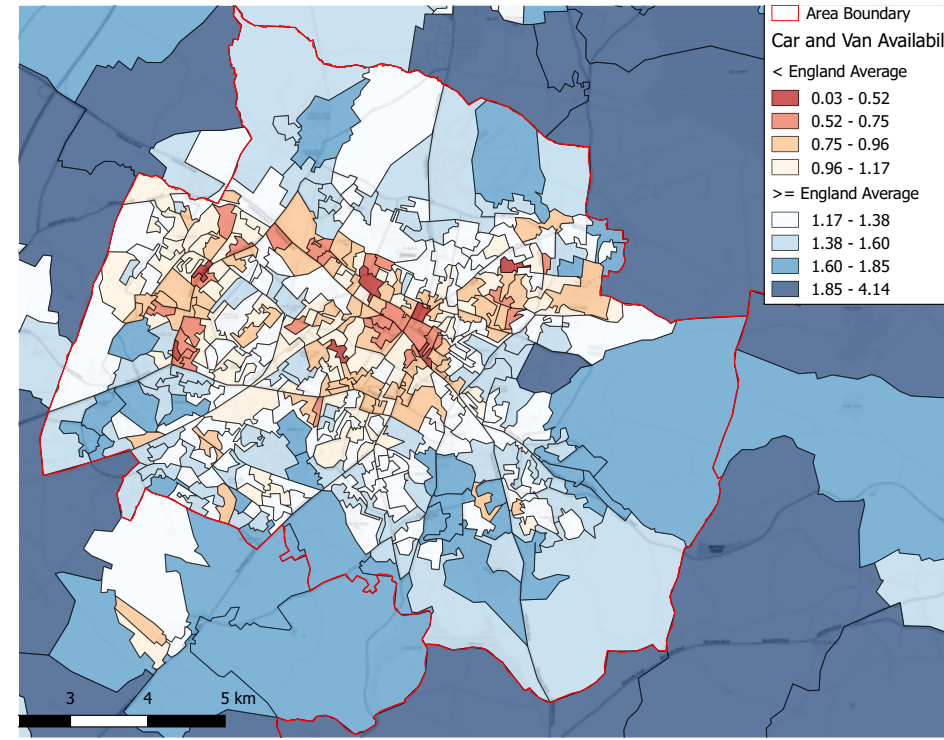 Area Boundary
Car and Van Availabil
< England Average
0.03 - 0.52
0.52 - 0.75
0.75 - 0.96
0.96 - 1.17
>= England Average
1.17 - 1.38
1.38 - 1.60
1.60 - 1.85
1.85 - 4.14
3 4 5 km